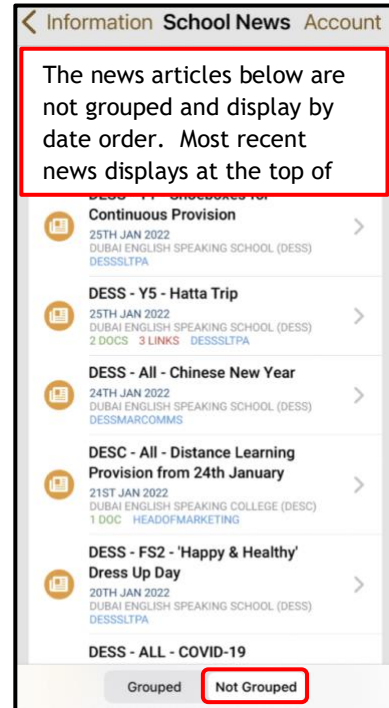 Information School News Account
The news articles below are
not grouped and display by
date order. Most recent
news displays at the top of
DESS - Y1 - Shoeboxes for
Continuous Provision
25TH JAN 2022
DUBAI ENGLISH SPEAKING SCHOOL (DESS)
DESSSLTPA
DESS - Y5 - Hatta Trip
25TH JAN 2022
DUBAI ENGLISH SPEAKING SCHOOL (DESS)
2 DOCS 3 LINKS DESSSLTPA
DESS - All - Chinese New Year
24TH JAN 2022
DUBAI ENGLISH SPEAKING SCHOOL (DESS)
DESSMARCOMMS
DESC - All - Distance Learning
Provision from 24th January
21ST JAN 2022
DUBAI ENGLISH SPEAKING COLLEGE (DESC)
1 DOC HEADOFMARKETING
DESS - FS2 - 'Happy & Healthy'
Dress Up Day
20TH JAN 2022
DUBAI ENGLISH SPEAKING SCHOOL (DESS)
DESSSLTPA
DESS - ALL - COVID-19
Grouped Not Grouped